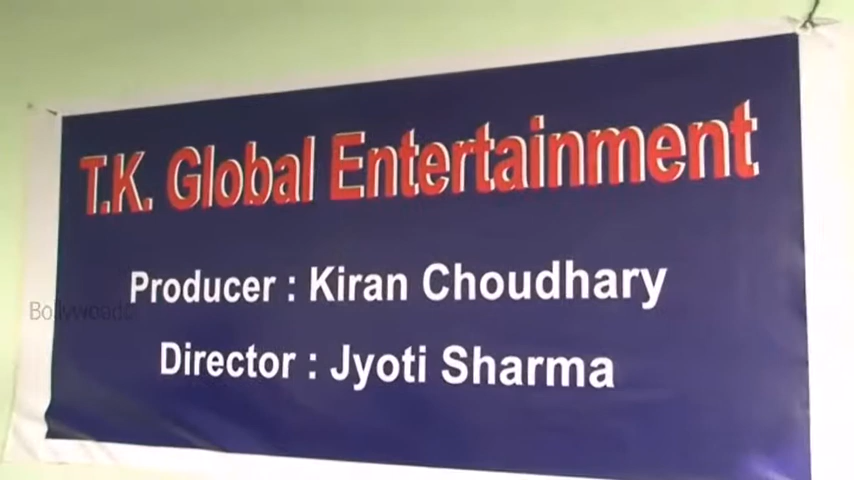 T.K. Global Entertainment
Producer : Kiran Choudhary
Director : Jyoti Sharma